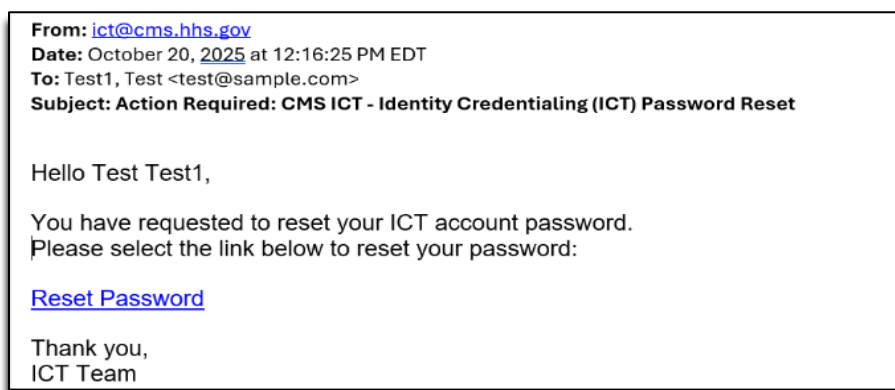 From: ict@cms.hhs.gov
Date: October 20, 2025 at 12:16:25 PM EDT
To: Test1, Test <test@sample.com>
Subject: Action Required: CMS ICT - Identity Credentialing (ICT) Password Reset
Hello Test Test1,
You have requested to reset your ICT account password.
Please select the link below to reset your password:
Reset Password
Thank you,
ICT Team